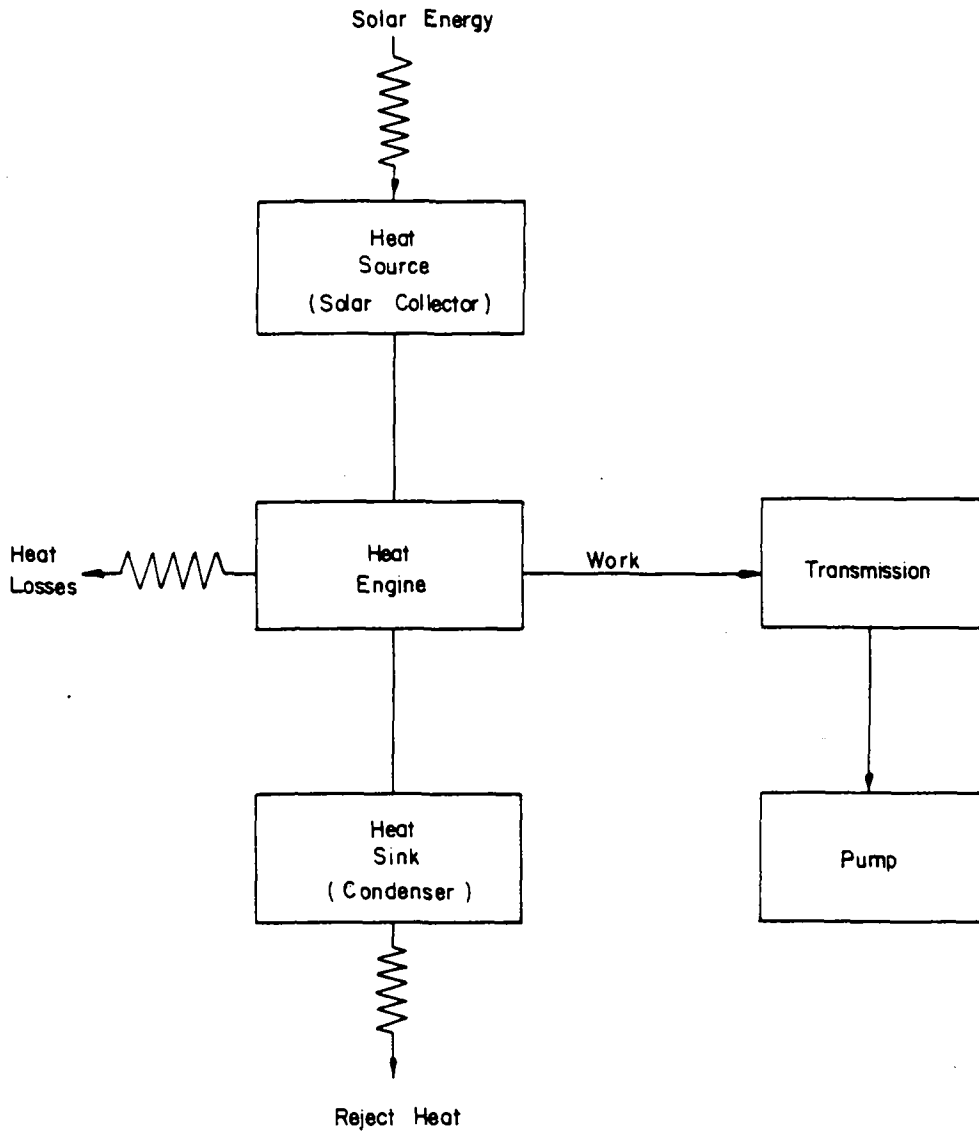 Solar Energy
Heat
Source
(Solar Collector)
Heat
Losses
Heat
Engine
Work
Transmission
Heat
Sink
(Condenser)
Pump
Reject Heat